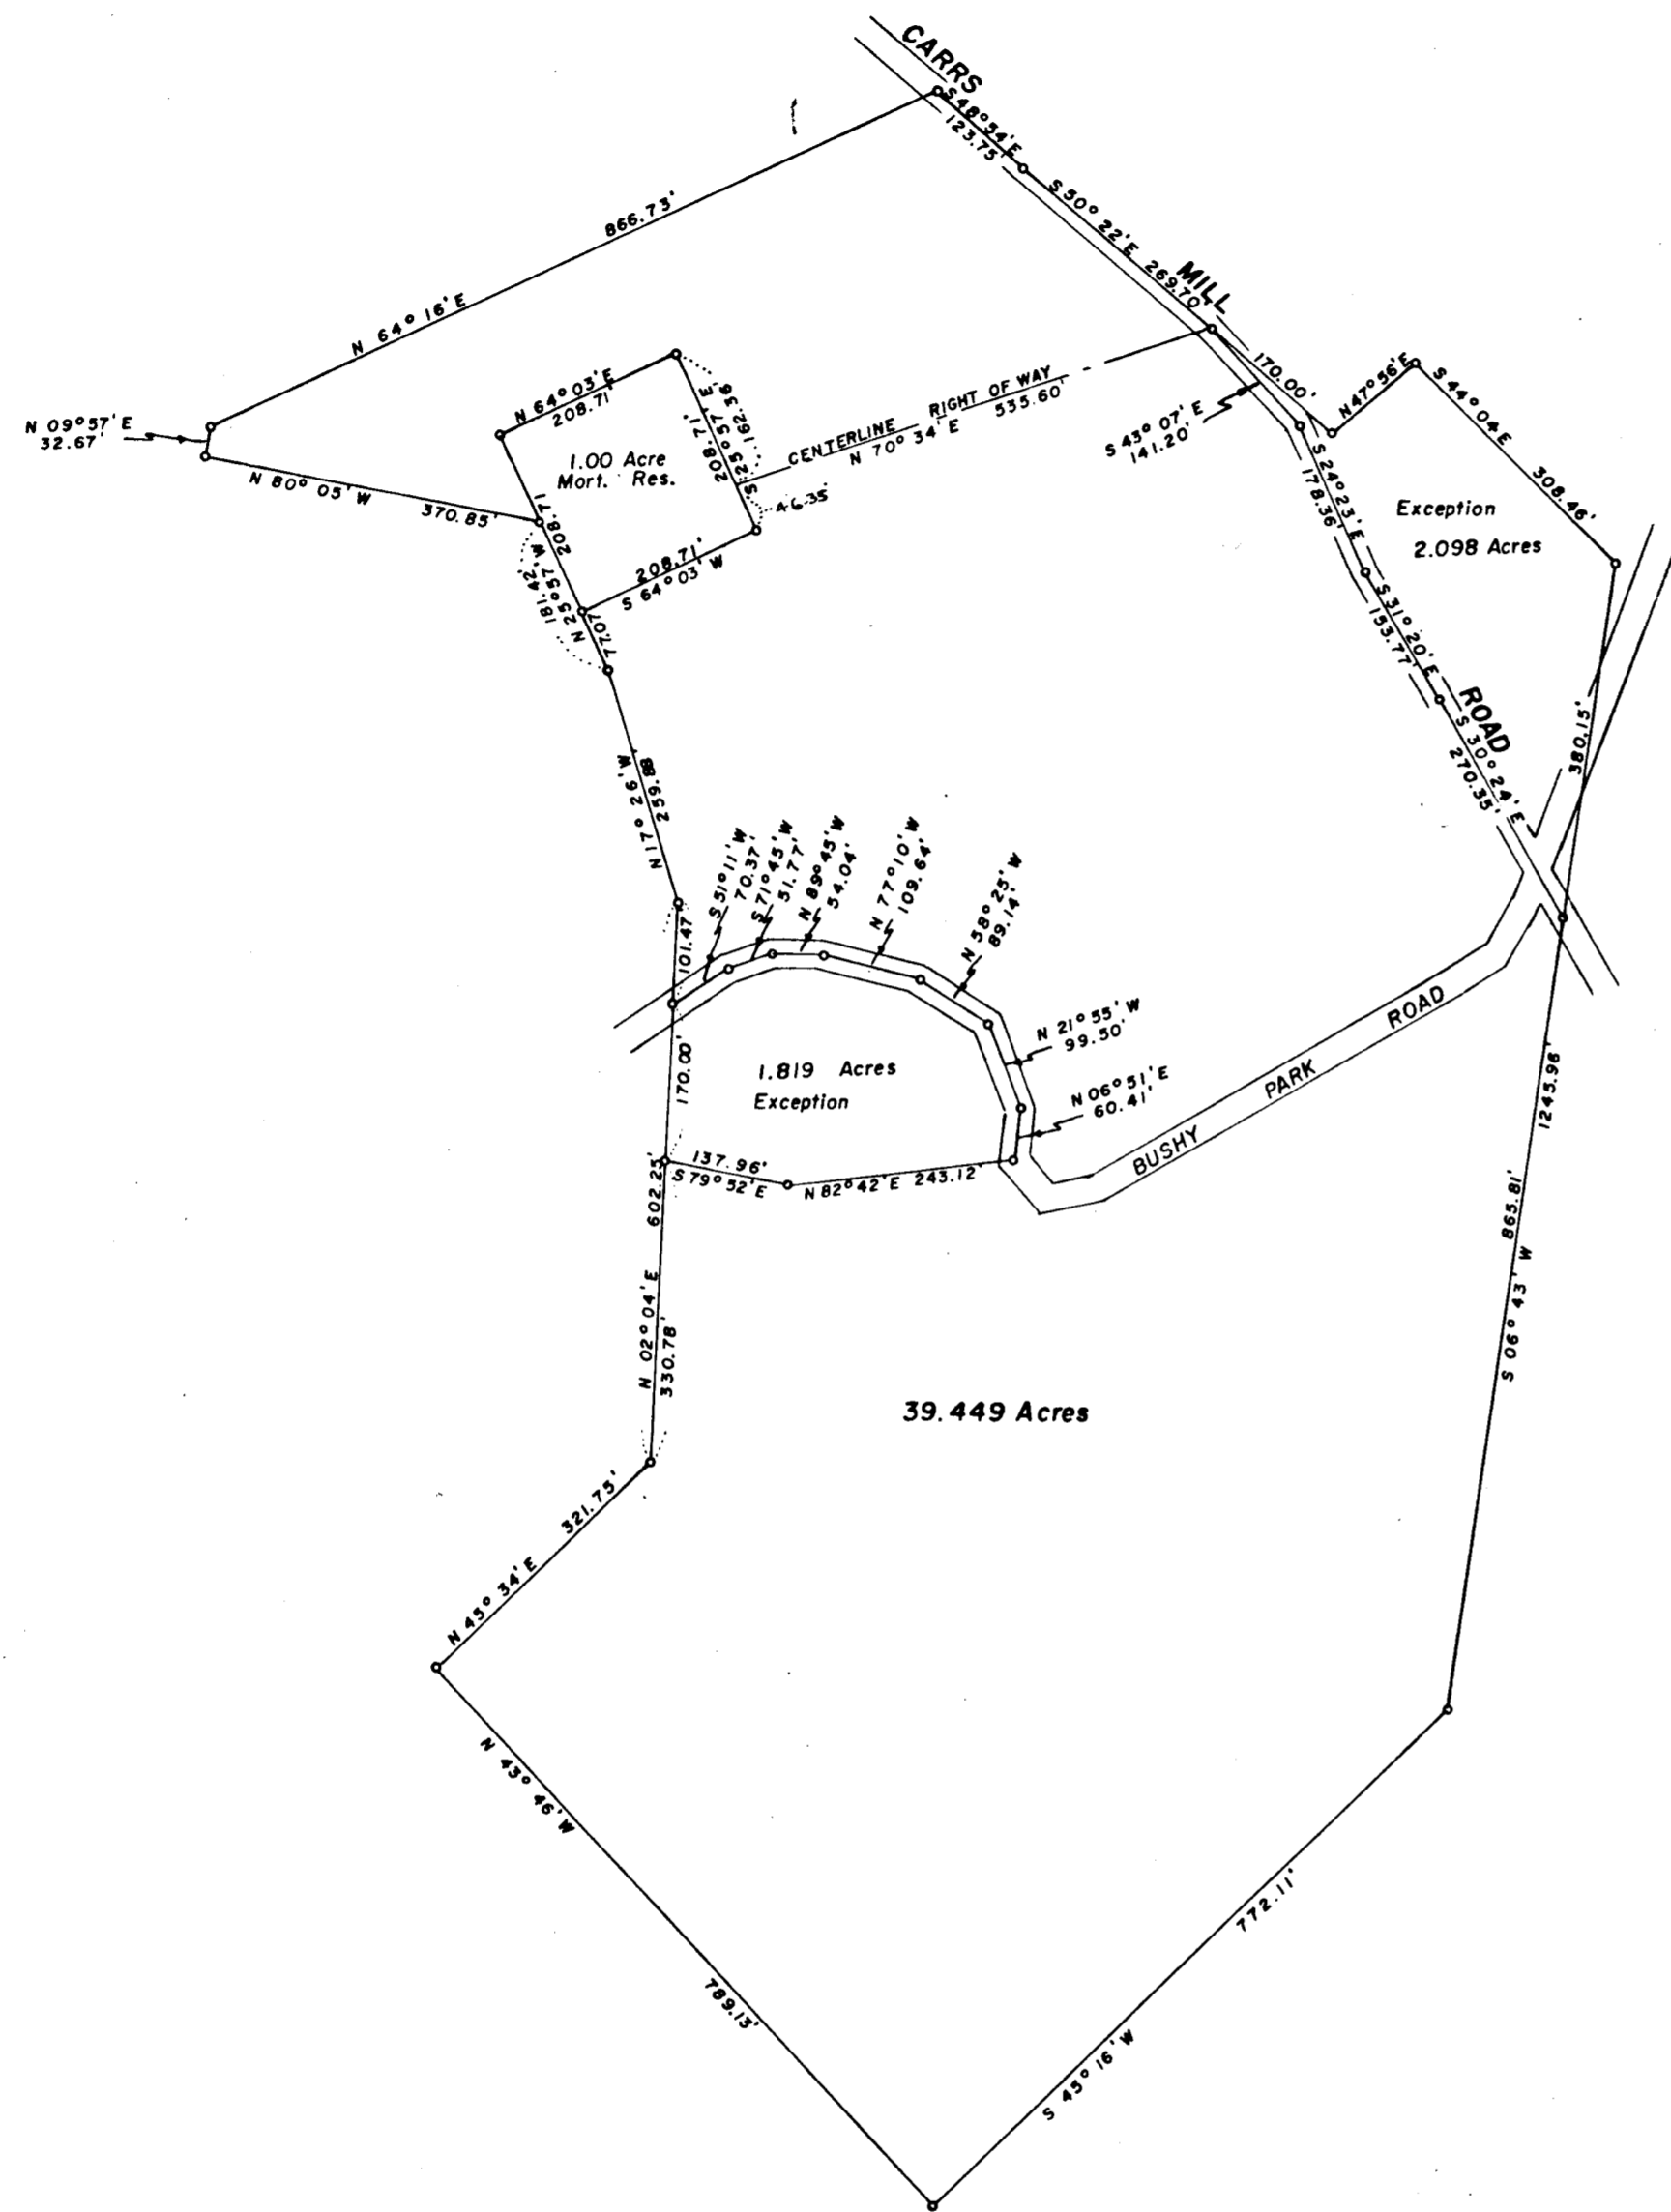 CARRS
S 48° 54' E
123.75'
S 50° 22' E 269.70'
MILL
866.73'
N 64° 16' E
N 09° 57' E
32.67'
N 80° 05' W
370.85'
N 64° 03' E
208.71'
1.00 Acre
Mort. Res.
208.71'
S 25° 57' E
162.36
46.35'
CENTERLINE RIGHT OF WAY
N 70° 34' E 535.60'
170.00'
N 47° 56' E
S 44° 04 E
308.46'
S 43° 07' E
141.20'
S 24° 23' E
178.36'
Exception
2.098 Acres
208.71
208.71'
S 64° 03' W
N 25° 57' W
181.42'
77.07
S 31° 20' E
153.77'
ROAD
S 30° 24' E
270.35'
380.15'
N 17° 26' W
259.88'
S 51° 11' W
70.37'
S 71° 45' W
51.77'
N 89° 45' W
54.04'
N 77° 10' W
109.64'
N 58° 25' W
89.14'
101.47
N 21° 55' W
99.50'
170.00'
1.819 Acres
Exception
N 06° 51' E
60.41'
BUSHY PARK ROAD
1245.96'
137.96'
S 79° 52' E
N 82° 42' E 243.12'
602.25'
N 02° 04' E
330.78'
865.81'
S 06° 43' W
39.449 Acres
321.75'
N 45° 34' E
N 43° 46' W
789.13'
772.11'
S 45° 16' W